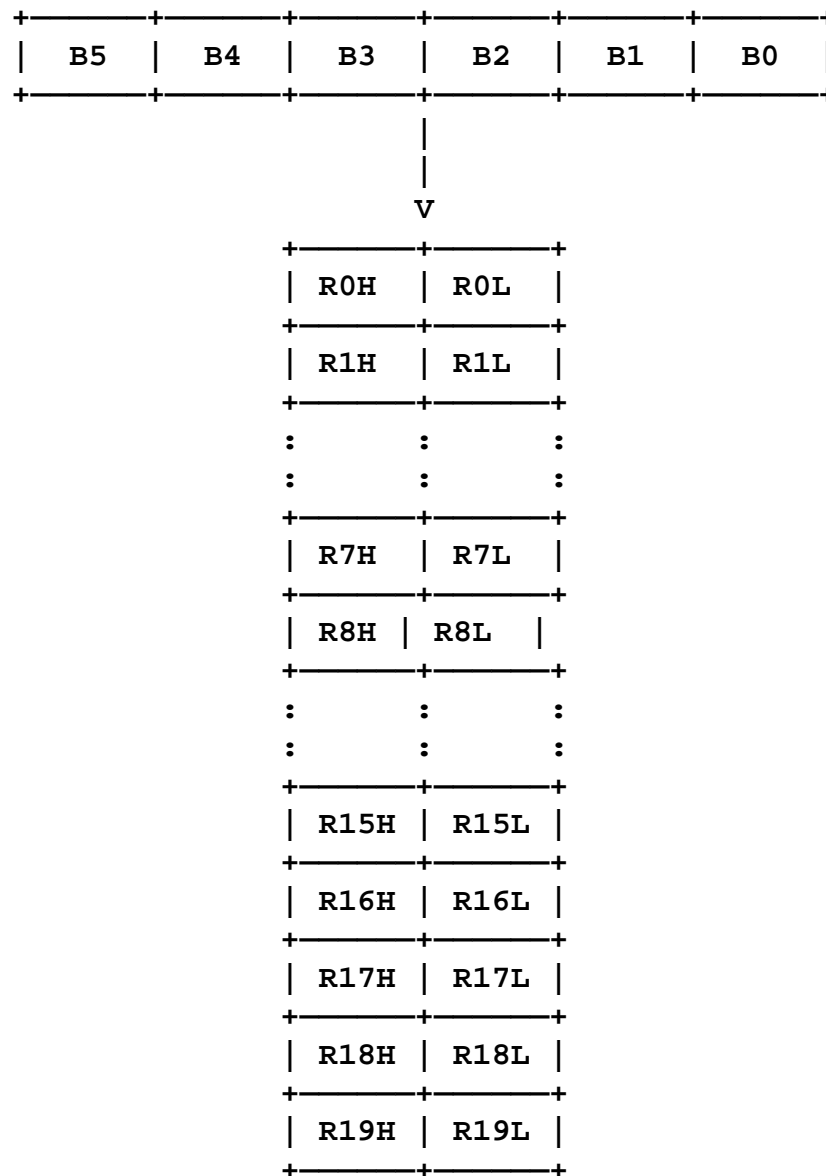 | B5 | B4 | B3 | B2 | B1 | B0 |
V
| R0H | R0L |
| R1H | R1L |
: : :
: : :
| R7H | R7L |
| R8H | R8L |
: : :
: : :
| R15H | R15L |
| R16H | R16L |
| R17H | R17L |
| R18H | R18L |
| R19H | R19L |